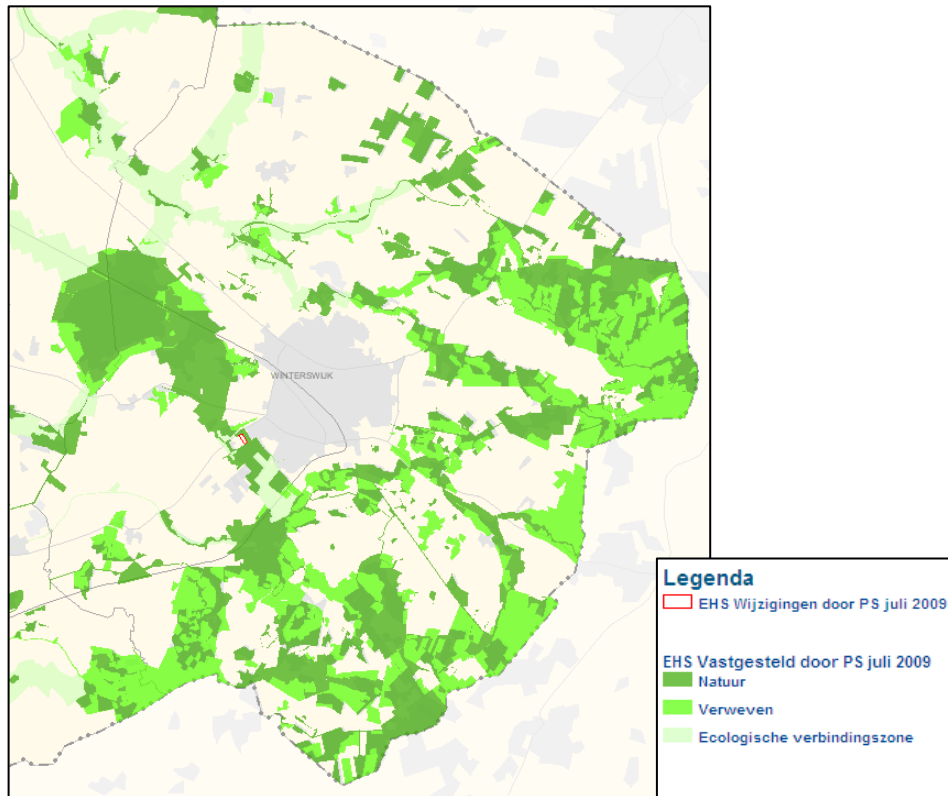 WINTERSWIJK
Legenda
EHS Wijzigingen door PS juli 2009
EHS Vastgesteld door PS juli 2009
Natuur
Verweven
Ecologische verbindingszone